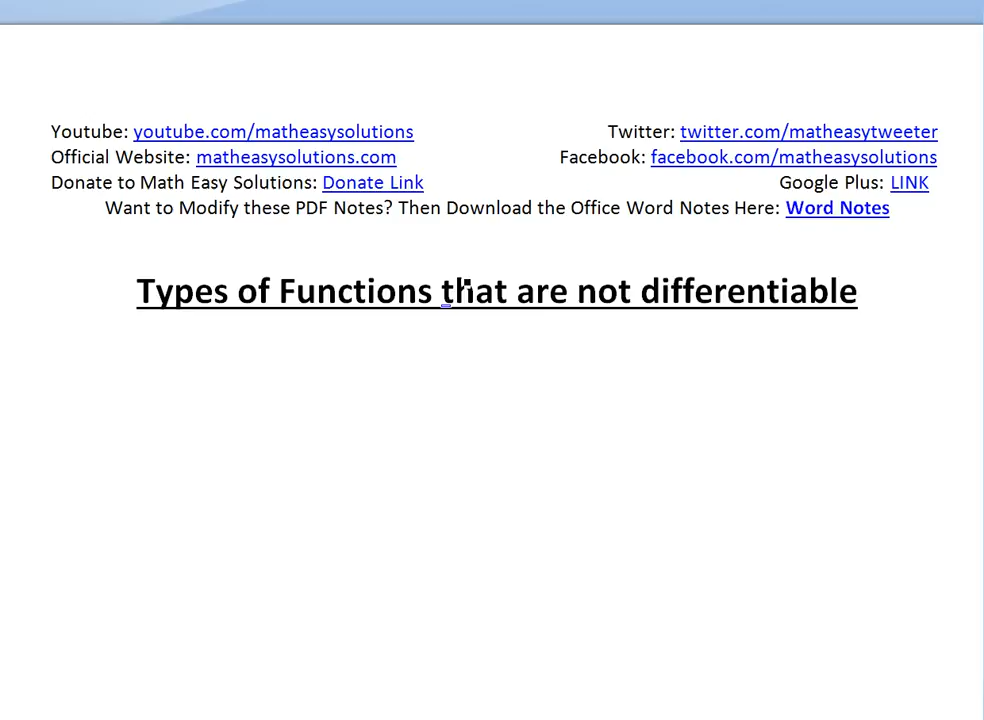 Youtube: youtube.com/matheasysolutions Twitter: twitter.com/matheasytweeter
Official Website: matheasysolutions.com Facebook: facebook.com/matheasysolutions
Donate to Math Easy Solutions: Donate Link Google Plus: LINK
Want to Modify these PDF Notes? Then Download the Office Word Notes Here: Word Notes
Types of Functions that are not differentiable